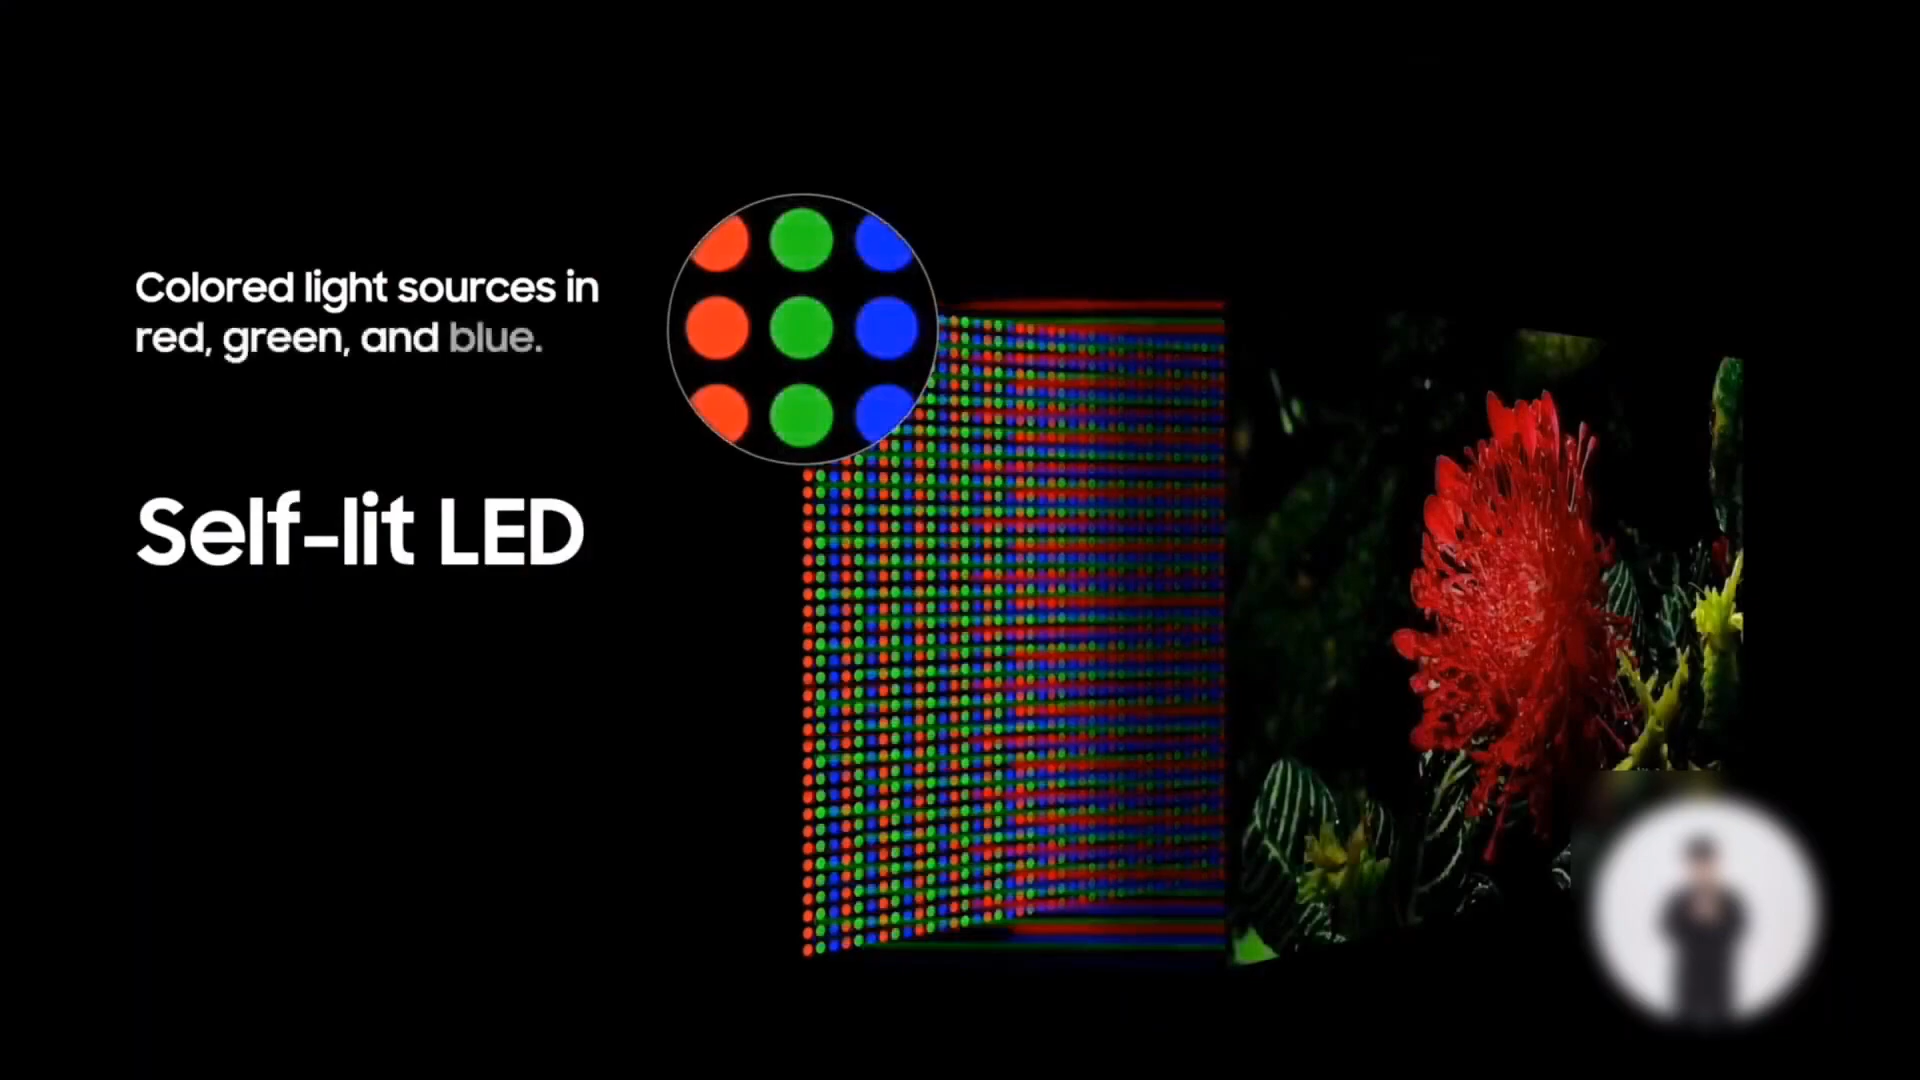 Colored light sources in
red, green, and blue.
Self-lit LED